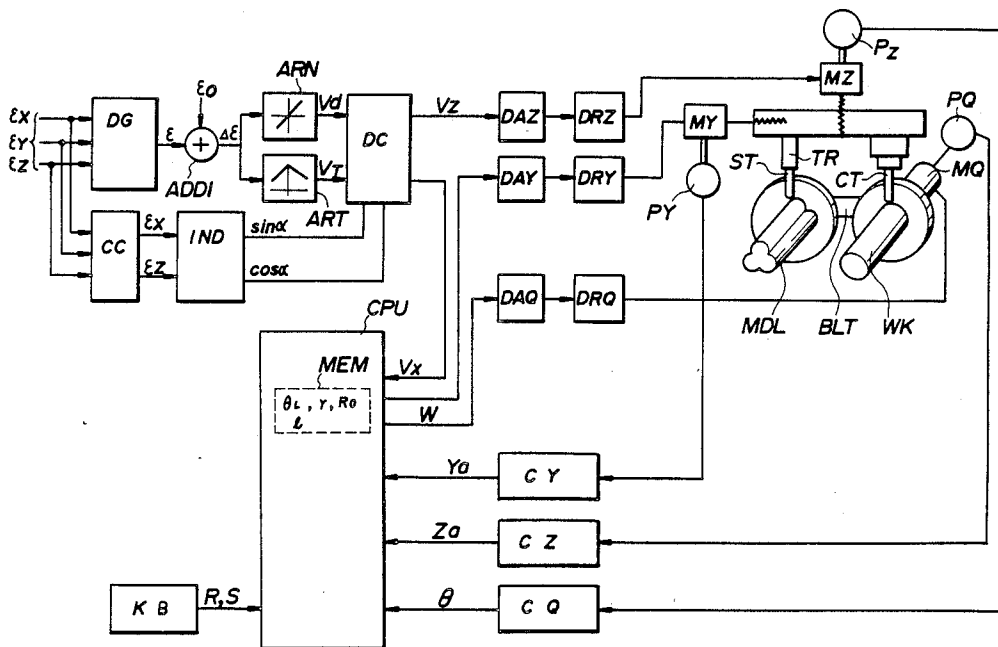 PZ
MZ
ARN
εO
εX
εY
εZ
DG
ε
Δε
Vd
VT
DC
VZ
DAZ
DRZ
MY
PQ
TR
ST
CT
MQ
ADDI
ART
DAY
DRY
PY
CC
εX
εZ
IND
sinα
cosα
CPU
DAQ
DRQ
MDL
BLT
WK
MEM
VX
θL, γ, Rθ
l
W
Ya
C Y
Za
C Z
K B
R,S
θ
C Q